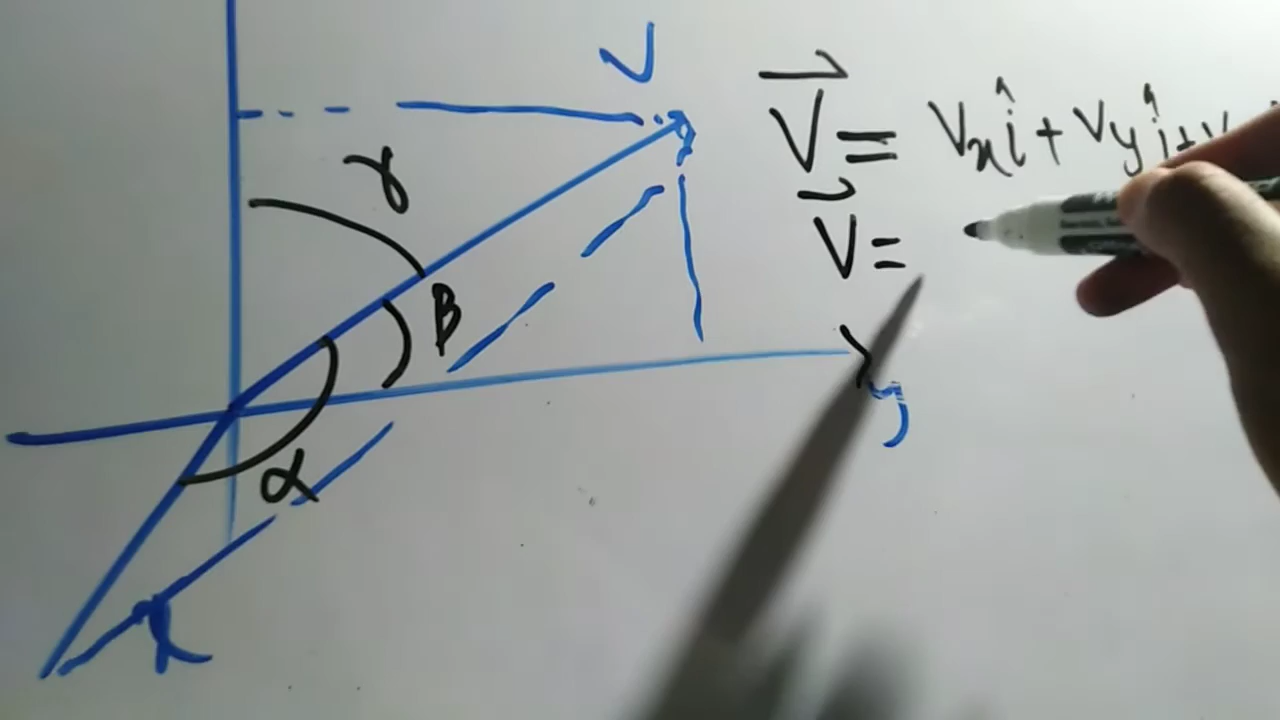 V
V⃗ = Vxî + Vyĵ + V
γ
V⃗ =
β
y
α
x